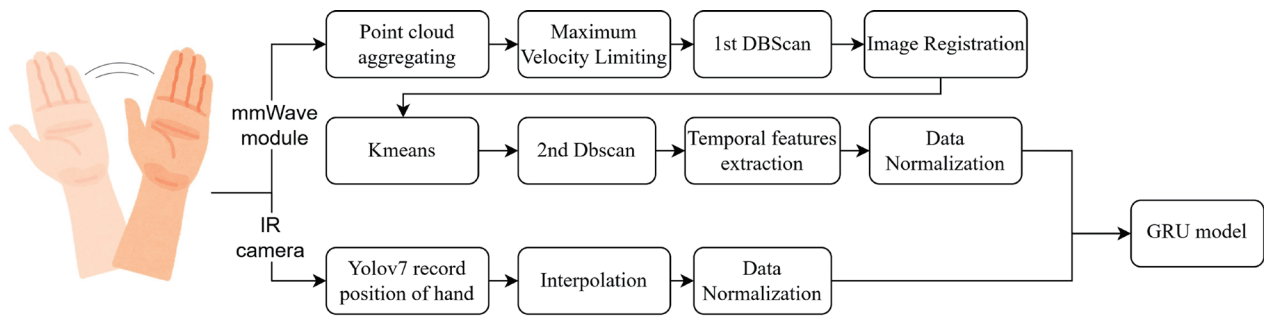 Point cloud
aggregating
Maximum
Velocity Limiting
1st DBScan
Image Registration
mmWave
module
Kmeans
2nd Dbscan
Temporal features
extraction
Data
Normalization
IR
camera
GRU model
Yolov7 record
position of hand
Interpolation
Data
Normalization